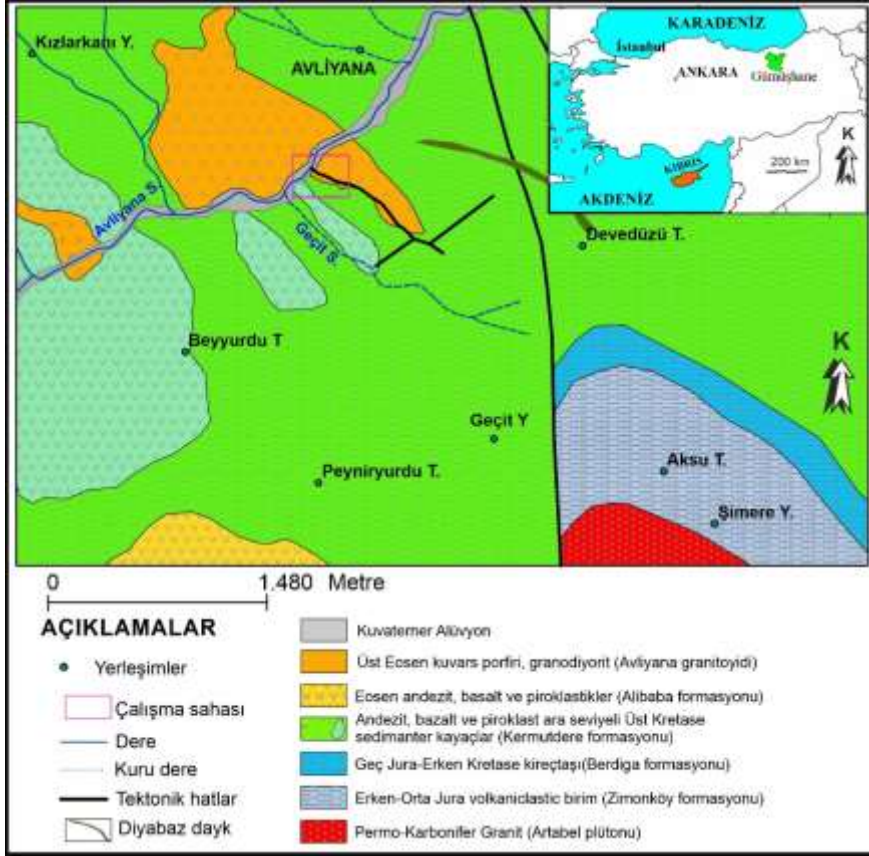 Kızlarkanı Y.
AVLİYANA
KARADENİZ
İstanbul
ANKARA
Gümüşhane
K
200 km
KIBRIS
AKDENİZ
Avliyana S.
Geçit S.
Devedüzü T.
Beyyurdu T
K
Geçit Y
Aksu T.
Peyniryurdu T.
Şimere Y.
0 1.480 Metre
AÇIKLAMALAR
Yerleşimler
Çalışma sahası
Dere
Kuru dere
Tektonik hatlar
Diyabaz dayk
Kuvaterner Alüvyon
Üst Eosen kuvars porfiri, granodiyorit (Avliyana granitoyidi)
Eosen andezit, basalt ve piroklastikler (Alibaba formasyonu)
Andezit, bazalt ve piroklast ara seviyeli Üst Kretase
sedimanter kayaçlar (Kermutdere formasyonu)
Geç Jura-Erken Kretase kireçtaşı(Berdiga formasyonu)
Erken-Orta Jura volkaniclastic birim (Zimonköy formasyonu)
Permo-Karbonifer Granit (Artabel plütonu)